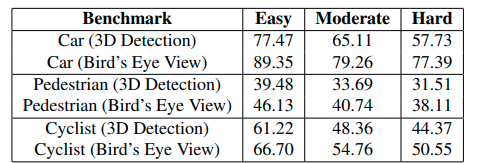 Benchmark Easy Moderate Hard
Car (3D Detection) 77.47 65.11 57.73
Car (Bird's Eye View) 89.35 79.26 77.39
Pedestrian (3D Detection) 39.48 33.69 31.51
Pedestrian (Bird's Eye View) 46.13 40.74 38.11
Cyclist (3D Detection) 61.22 48.36 44.37
Cyclist (Bird's Eye View) 66.70 54.76 50.55